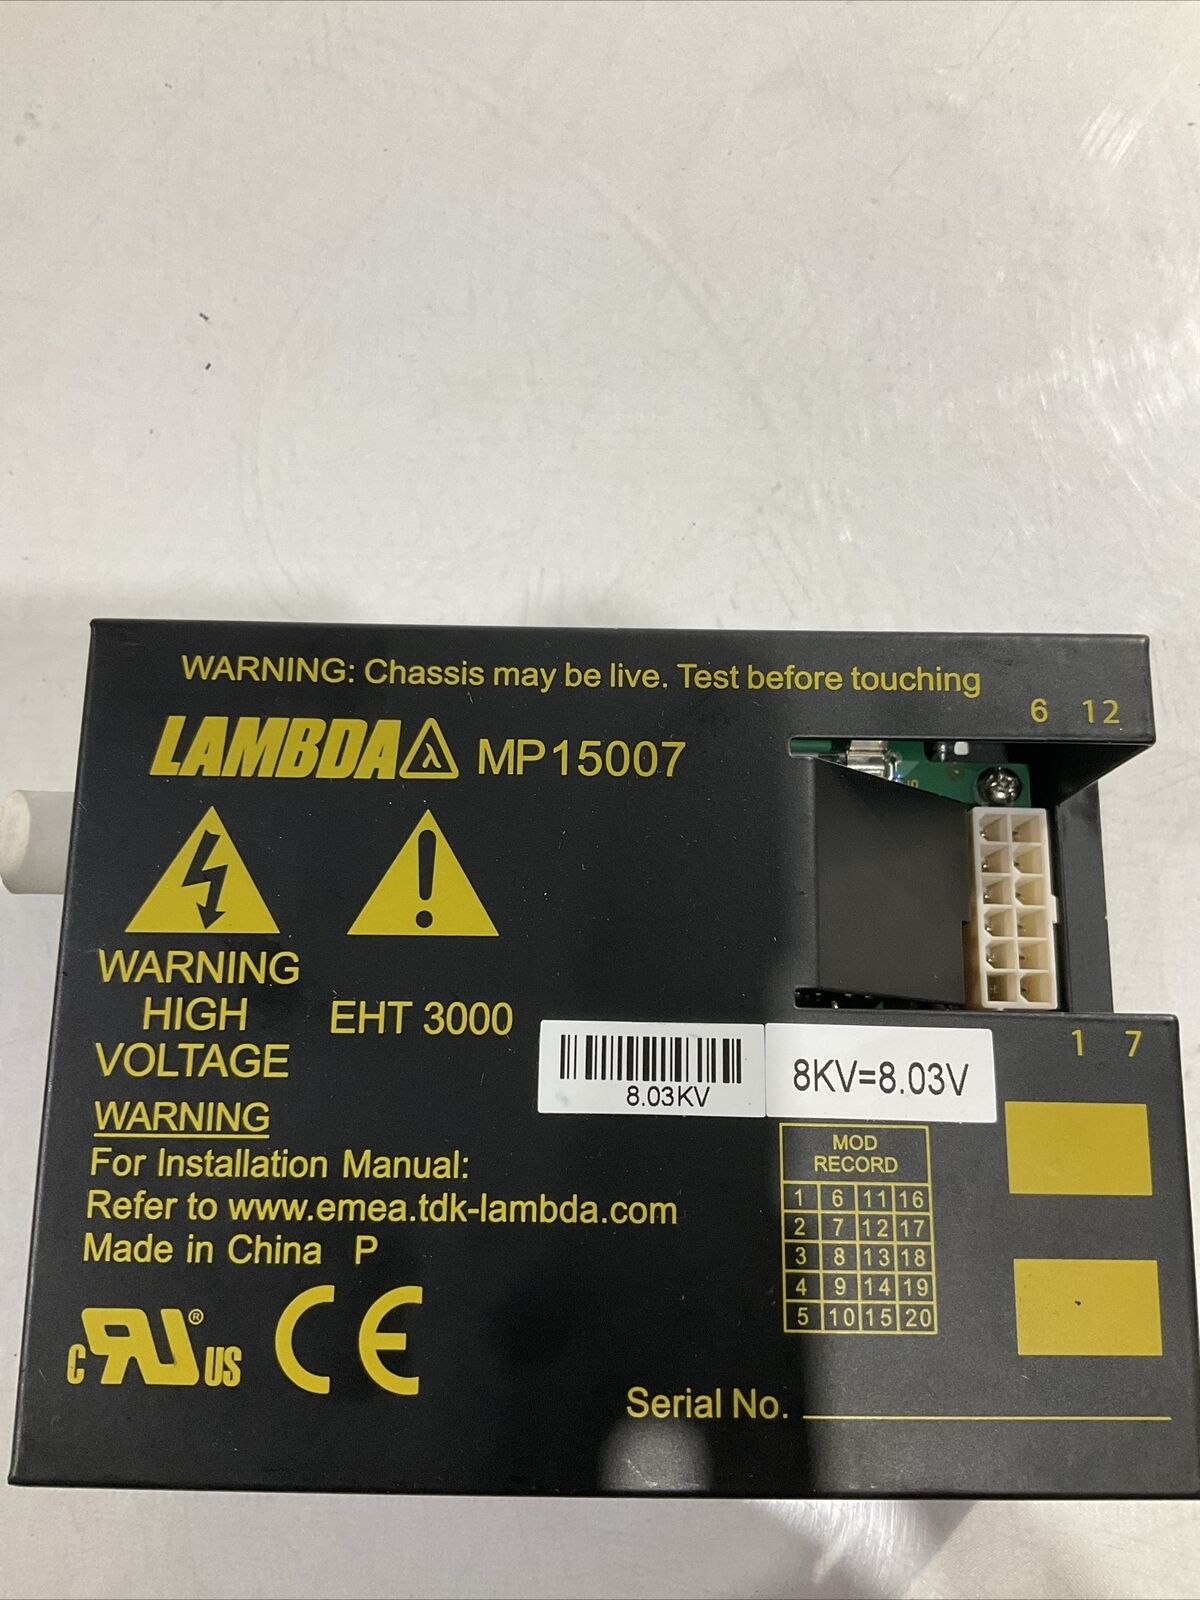 WARNING: Chassis may be live. Test before touching
6 12
LAMBDA λ MP15007
WARNING
HIGH
VOLTAGE
EHT 3000
8.03KV
8KV=8.03V
1 7
WARNING
For Installation Manual:
Refer to www.emea.tdk-lambda.com
Made in China P
MOD
RECORD
1 6 11 16
2 7 12 17
3 8 13 18
4 9 14 19
5 10 15 20
c RU ® US CE
Serial No.